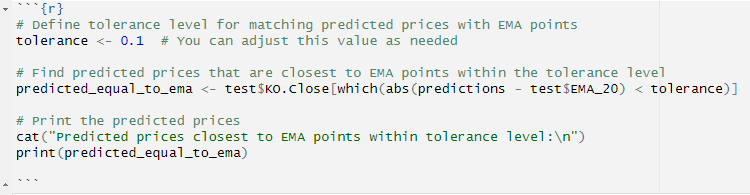 ```{r}
# Define tolerance level for matching predicted prices with EMA points
tolerance <- 0.1  # You can adjust this value as needed

# Find predicted prices that are closest to EMA points within the tolerance level
predicted_equal_to_ema <- test$KO.Close[which(abs(predictions - test$EMA_20) < tolerance)]

# Print the predicted prices
cat("Predicted prices closest to EMA points within tolerance level:\n")
print(predicted_equal_to_ema)

```